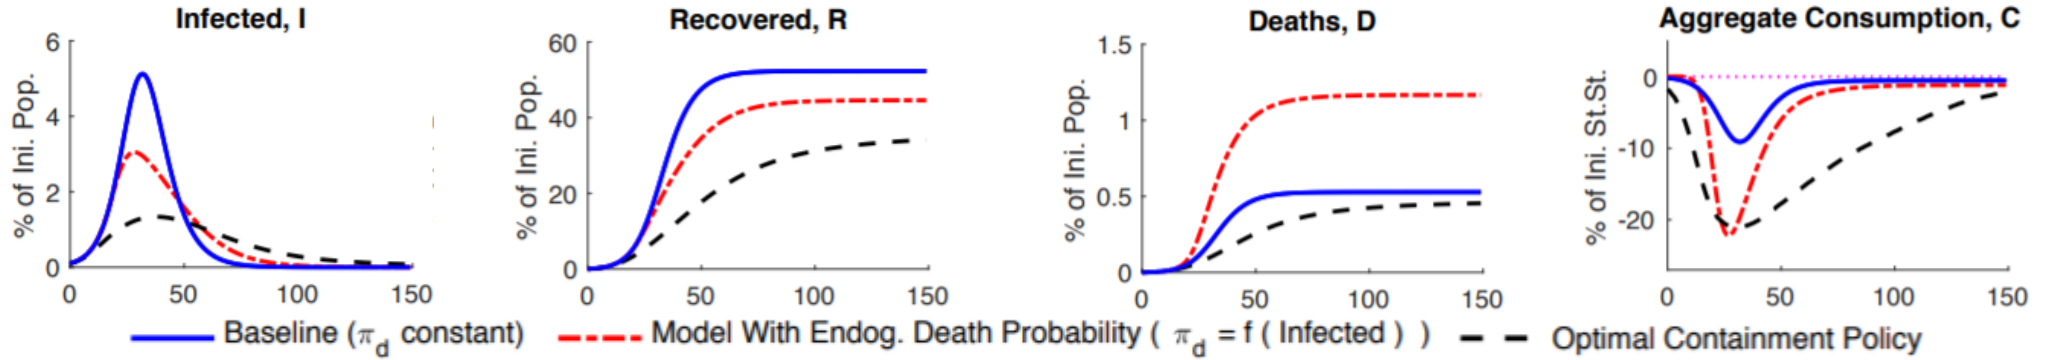 Infected, I
Recovered, R
Deaths, D
Aggregate Consumption, C
% of Ini. Pop.
6
4
2
0
0 50 100 150
% of Ini. Pop.
60
40
20
0
0 50 100 150
% of Ini. Pop.
1.5
1
0.5
0
0 50 100 150
% of Ini. St.St.
0
-10
-20
0 50 100 150
Baseline (π_d constant)
Model With Endog. Death Probability ( π_d = f ( Infected ) )
Optimal Containment Policy